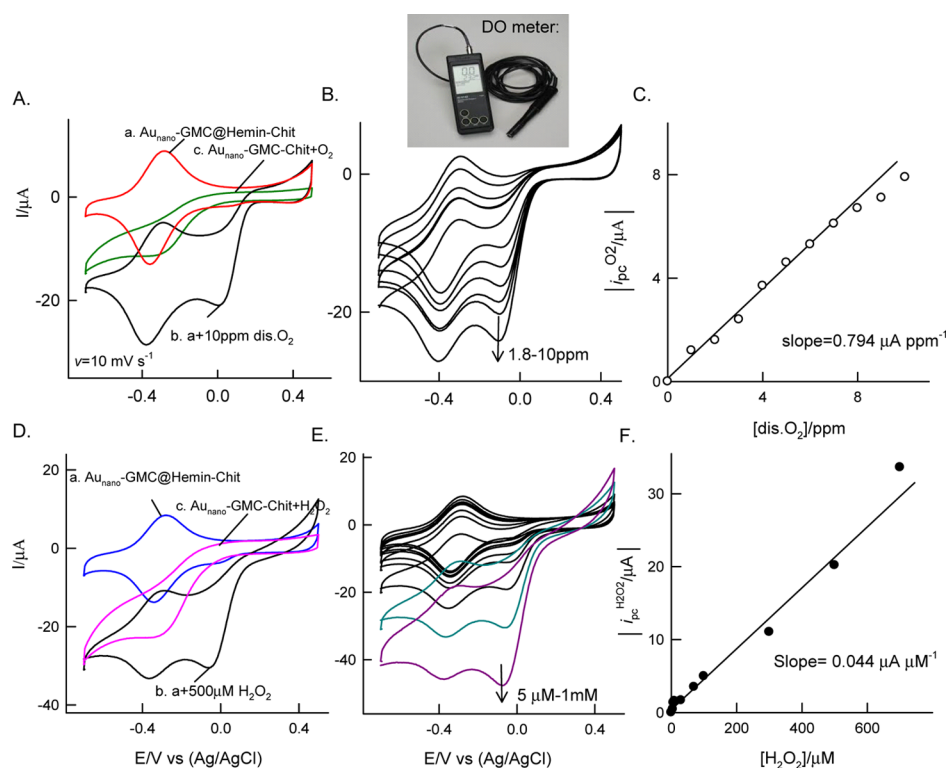 DO meter:
A.
a. Au_nano-GMC@Hemin-Chit
c. Au_nano-GMC-Chit+O₂
I/μA
0
-20
b. a+10ppm dis.O₂
v=10 mV s⁻¹
-0.4 0.0 0.4
B.
0
-10
-20
1.8-10ppm
-0.4 0.0 0.4
C.
8
4
0
|i_pc^O2/μA|
slope=0.794 μA ppm⁻¹
0 4 8
[dis.O₂]/ppm
D.
20
a. Au_nano-GMC@Hemin-Chit
c. Au_nano-GMC-Chit+H₂O₂
I/μA
0
-20
b. a+500μM H₂O₂
-40
-0.4 0.0 0.4
E/V vs (Ag/AgCl)
E.
20
0
-20
-40
5 μM-1mM
-0.4 0.0 0.4
E/V vs (Ag/AgCl)
F.
30
20
10
0
|i_pc^H2O2/μA|
Slope= 0.044 μA μM⁻¹
0 200 400 600
[H₂O₂]/μM